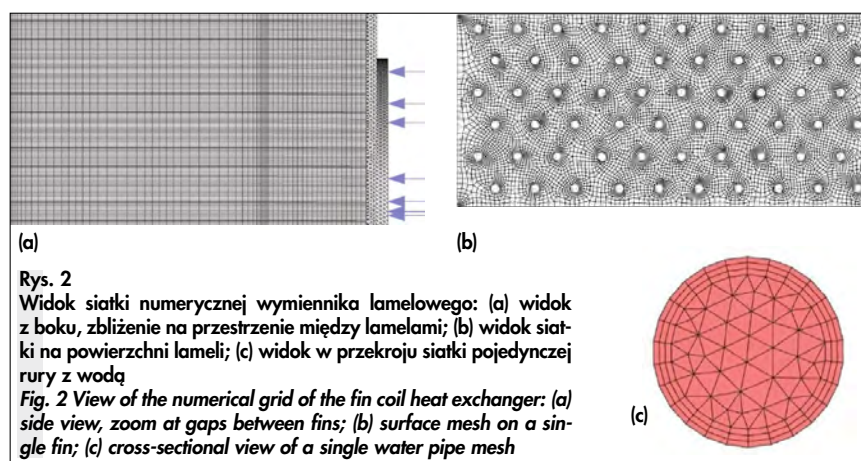 (a)
(b)
Rys. 2
Widok siatki numerycznej wymiennika lamelowego: (a) widok
z boku, zbliżenie na przestrzenie między lamelami; (b) widok siat-
ki na powierzchni lameli; (c) widok w przekroju siatki pojedynczej
rury z wodą
Fig. 2 View of the numerical grid of the fin coil heat exchanger: (a)
side view, zoom at gaps between fins; (b) surface mesh on a sin-
gle fin; (c) cross-sectional view of a single water pipe mesh
(c)